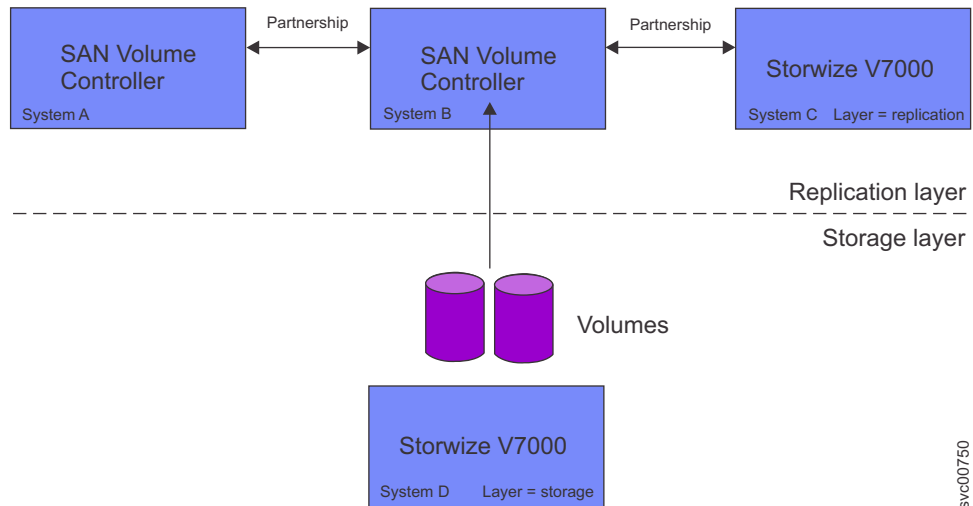 Partnership
Partnership
SAN Volume
Controller
System A
SAN Volume
Controller
System B
Storwize V7000
System C Layer = replication
Replication layer
Storage layer
Volumes
Storwize V7000
System D Layer = storage
svc00750